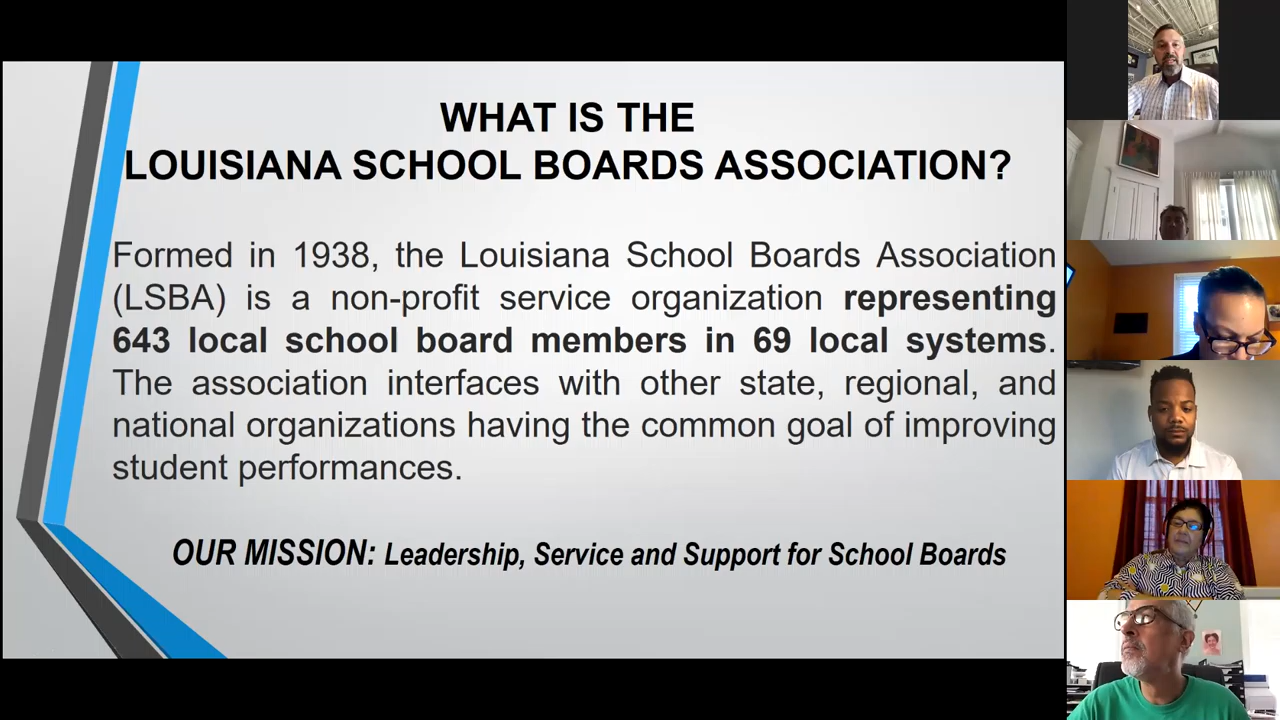 WHAT IS THE
LOUISIANA SCHOOL BOARDS ASSOCIATION?
Formed in 1938, the Louisiana School Boards Association
(LSBA) is a non-profit service organization representing
643 local school board members in 69 local systems.
The association interfaces with other state, regional, and
national organizations having the common goal of improving
student performances.
OUR MISSION: Leadership, Service and Support for School Boards